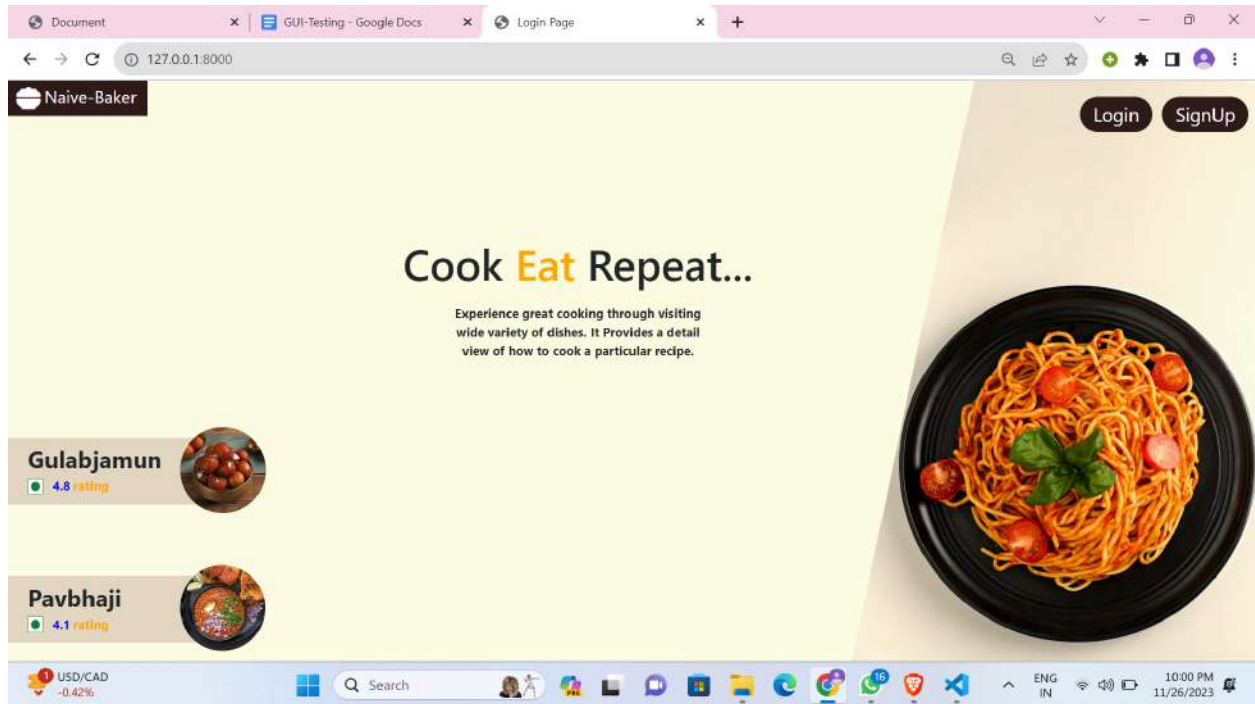 Document
GUI-Testing - Google Docs
Login Page
127.0.0.1:8000
Naive-Baker
Login
SignUp
Cook Eat Repeat...
Experience great cooking through visiting
wide variety of dishes. It Provides a detail
view of how to cook a particular recipe.
Gulabjamun
4.8 rating
Pavbhaji
4.1 rating
1
USD/CAD
-0.42%
Search
16
ENG
IN
10:00 PM
11/26/2023